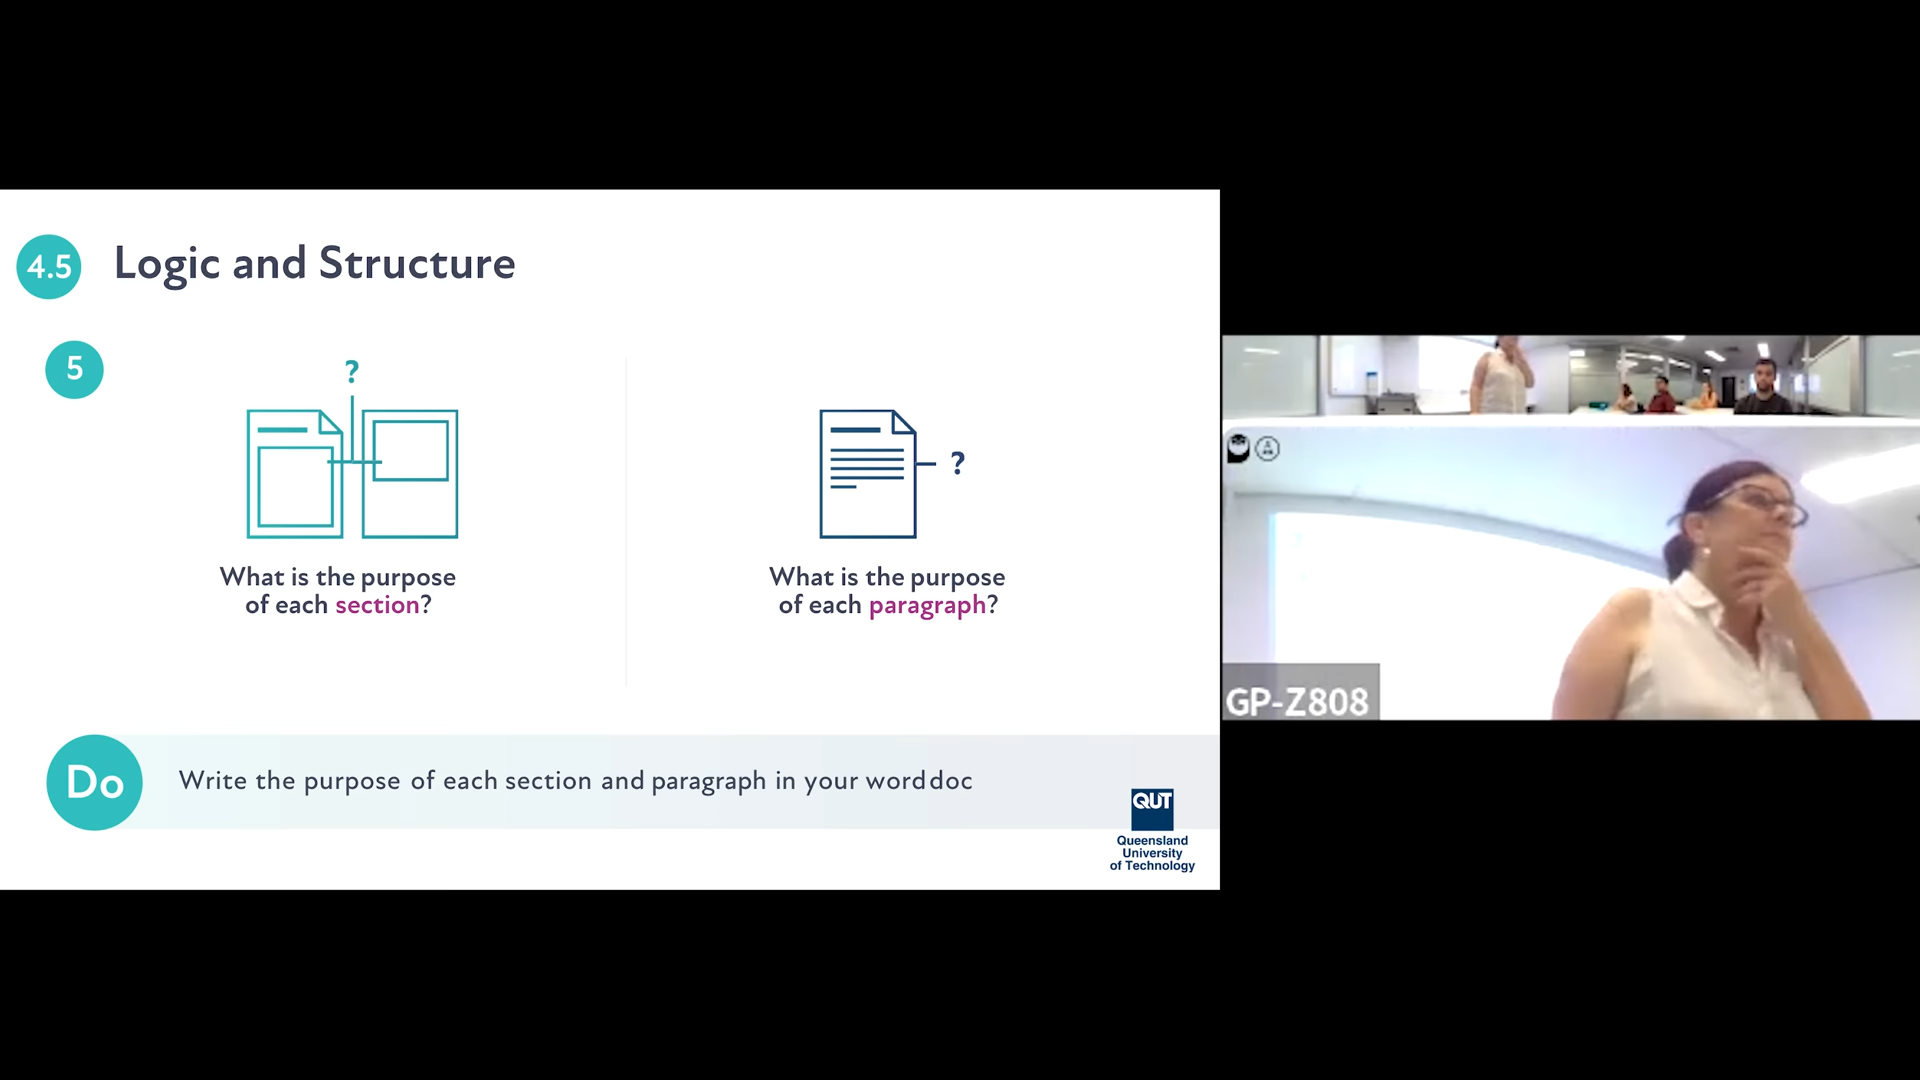 4.5
Logic and Structure
5
?
What is the purpose
of each section?
?
What is the purpose
of each paragraph?
Do
Write the purpose of each section and paragraph in your word doc
QUT
Queensland
University
of Technology
GP-Z808